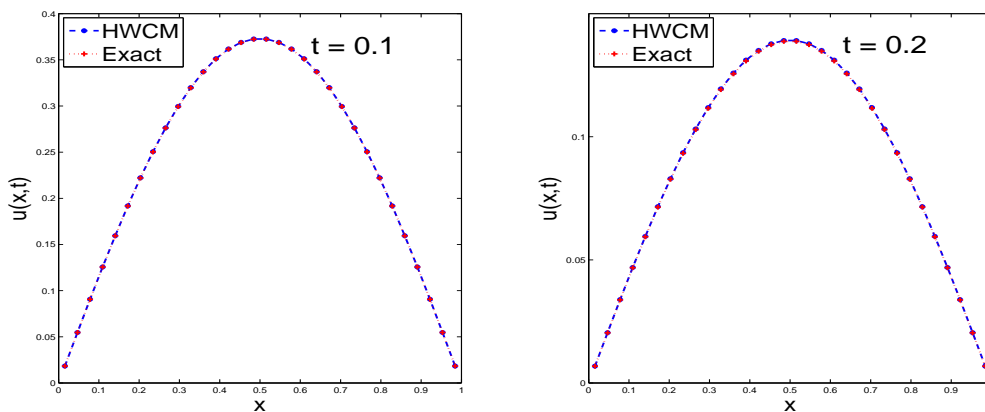 HWCM
Exact
t = 0.1
0.4
0.35
0.3
0.25
0.2
0.15
0.1
0.05
0
u(x,t)
0 0.1 0.2 0.3 0.4 0.5 0.6 0.7 0.8 0.9 1
x
HWCM
Exact
t = 0.2
0.1
0.05
0
u(x,t)
0 0.1 0.2 0.3 0.4 0.5 0.6 0.7 0.8 0.9
x